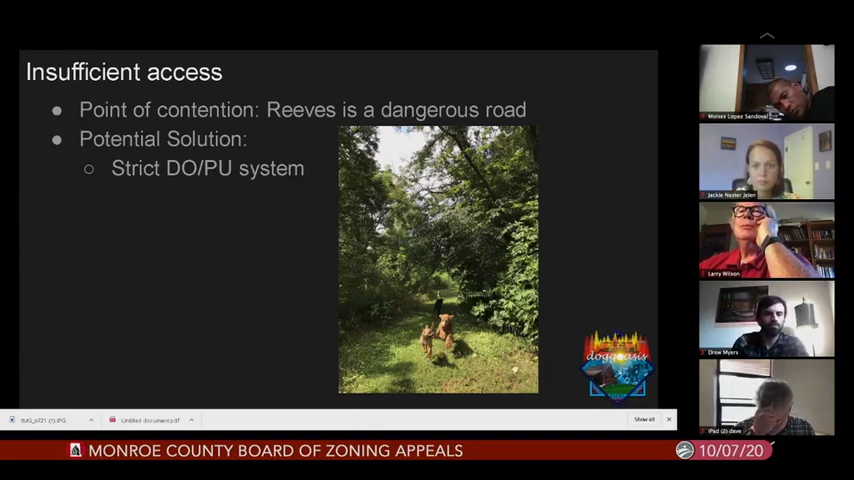 Insufficient access
● Point of contention: Reeves is a dangerous road
● Potential Solution:
○ Strict DO/PU system
doggoasis
IMG_6721 (1).JPG
Untitled document.pdf
Show all
Moises Lopez Sandoval
Jackie Nester Jelen
Larry Wilson
Drew Myers
iPad (2) dave
MONROE COUNTY BOARD OF ZONING APPEALS
10/07/20